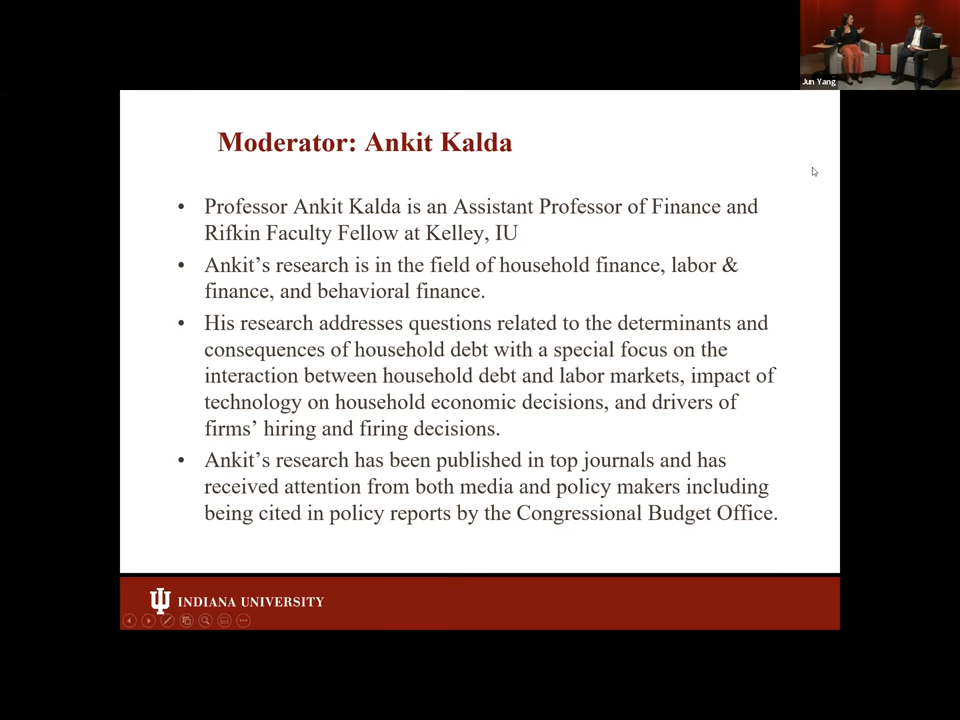 Jun Yang
Moderator: Ankit Kalda
• Professor Ankit Kalda is an Assistant Professor of Finance and
Rifkin Faculty Fellow at Kelley, IU
• Ankit’s research is in the field of household finance, labor &
finance, and behavioral finance.
• His research addresses questions related to the determinants and
consequences of household debt with a special focus on the
interaction between household debt and labor markets, impact of
technology on household economic decisions, and drivers of
firms’ hiring and firing decisions.
• Ankit’s research has been published in top journals and has
received attention from both media and policy makers including
being cited in policy reports by the Congressional Budget Office.
INDIANA UNIVERSITY